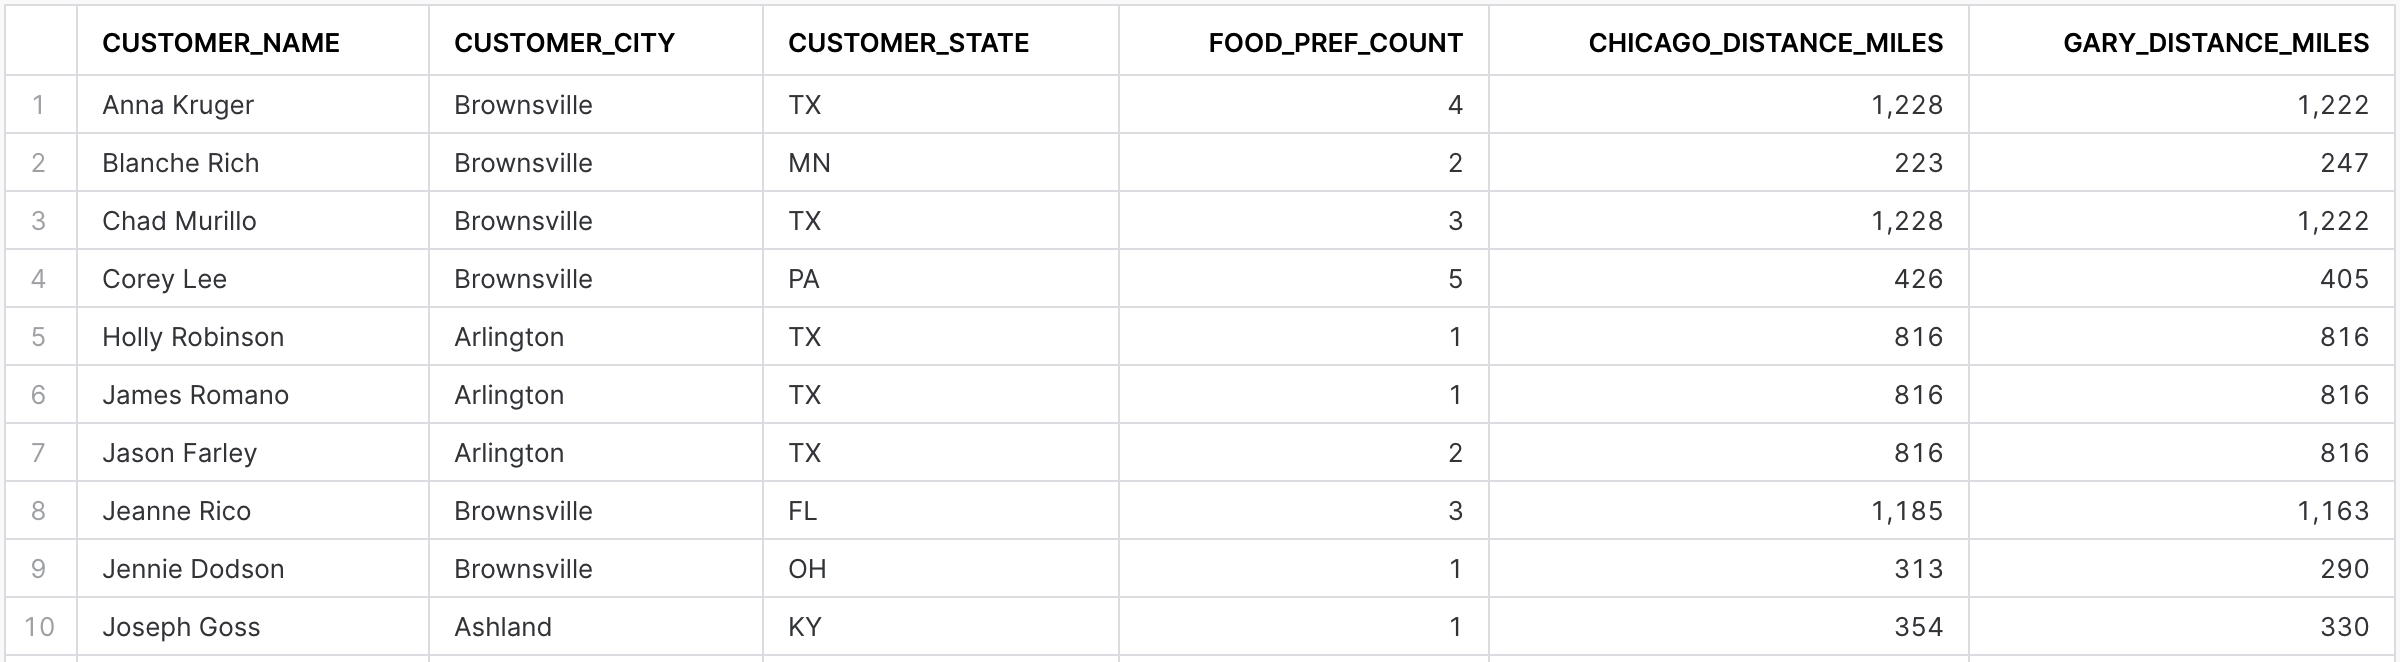 CUSTOMER_NAME CUSTOMER_CITY CUSTOMER_STATE FOOD_PREF_COUNT CHICAGO_DISTANCE_MILES GARY_DISTANCE_MILES
1 Anna Kruger Brownsville TX 4 1,228 1,222
2 Blanche Rich Brownsville MN 2 223 247
3 Chad Murillo Brownsville TX 3 1,228 1,222
4 Corey Lee Brownsville PA 5 426 405
5 Holly Robinson Arlington TX 1 816 816
6 James Romano Arlington TX 1 816 816
7 Jason Farley Arlington TX 2 816 816
8 Jeanne Rico Brownsville FL 3 1,185 1,163
9 Jennie Dodson Brownsville OH 1 313 290
10 Joseph Goss Ashland KY 1 354 330